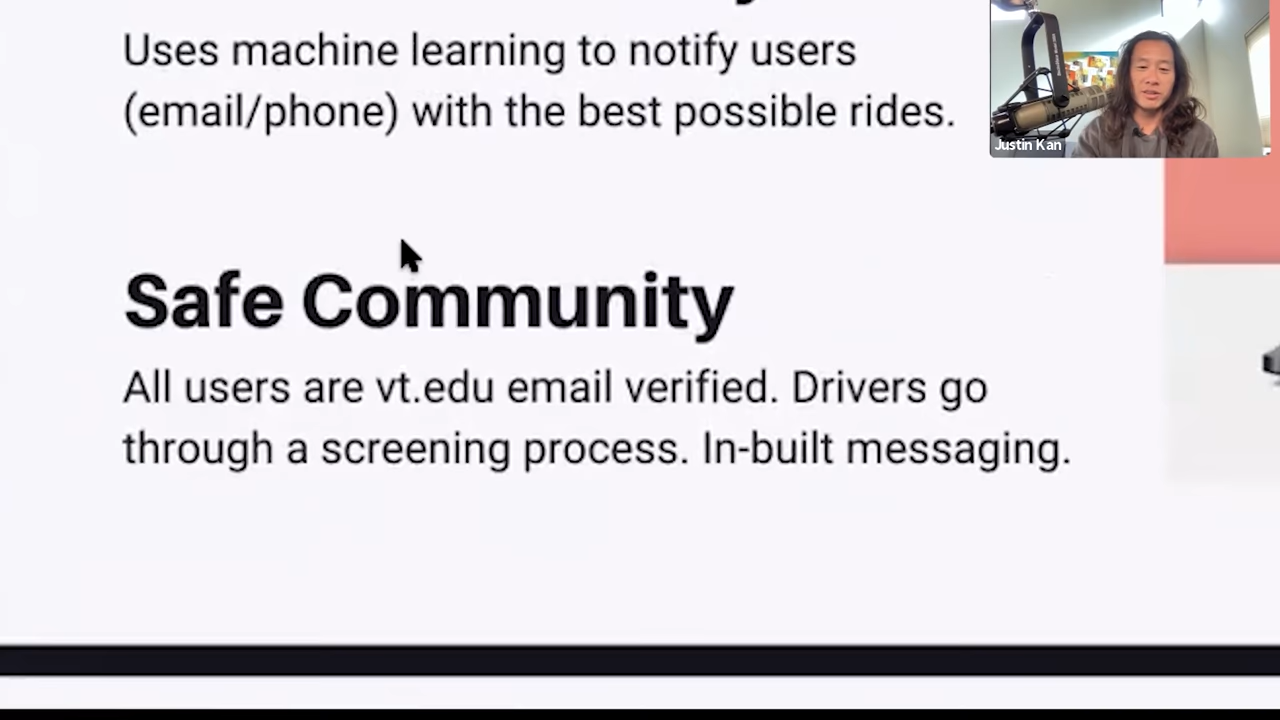 Uses machine learning to notify users
(email/phone) with the best possible rides.
Justin Kan
Safe Community
All users are vt.edu email verified. Drivers go
through a screening process. In-built messaging.